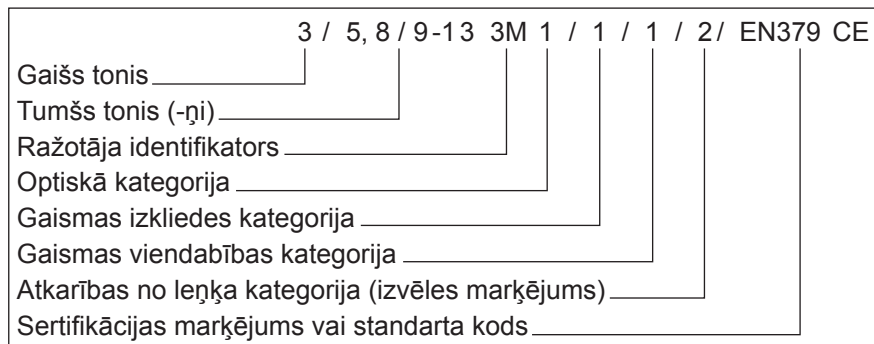 3 / 5, 8 / 9-13 3M 1 / 1 / 1 / 2 / EN379 CE
Gaišs tonis
Tumšs tonis (-ņi)
Ražotāja identifikators
Optiskā kategorija
Gaismas izkliedes kategorija
Gaismas viendabības kategorija
Atkarības no leņķa kategorija (izvēles marķējums)
Sertifikācijas marķējums vai standarta kods